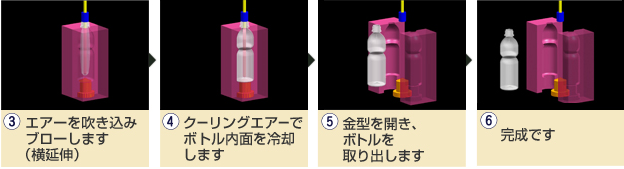 ③ エアーを吹き込み
ブローします
（横延伸）
④ クーリングエアーで
ボトル内面を冷却
します
⑤ 金型を開き、
ボトルを
取り出します
⑥ 完成です